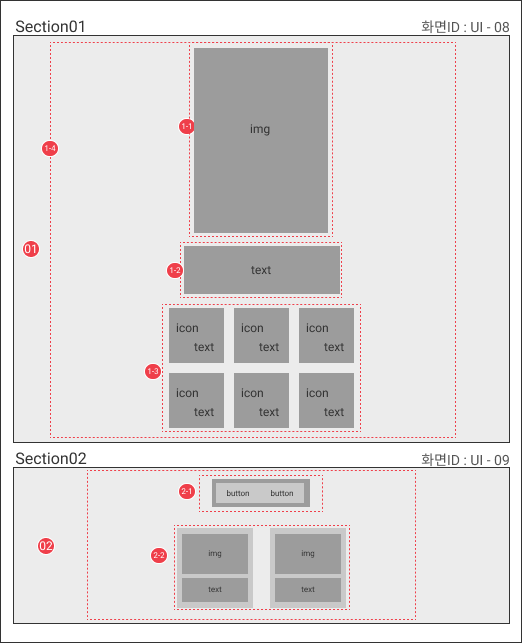 Section01 화면ID : UI - 08
1-4
1-1
img
01
1-2
text
1-3
icon text
icon text
icon text
icon text
icon text
icon text
Section02 화면ID : UI - 09
2-1
button button
02
2-2
img img
text text